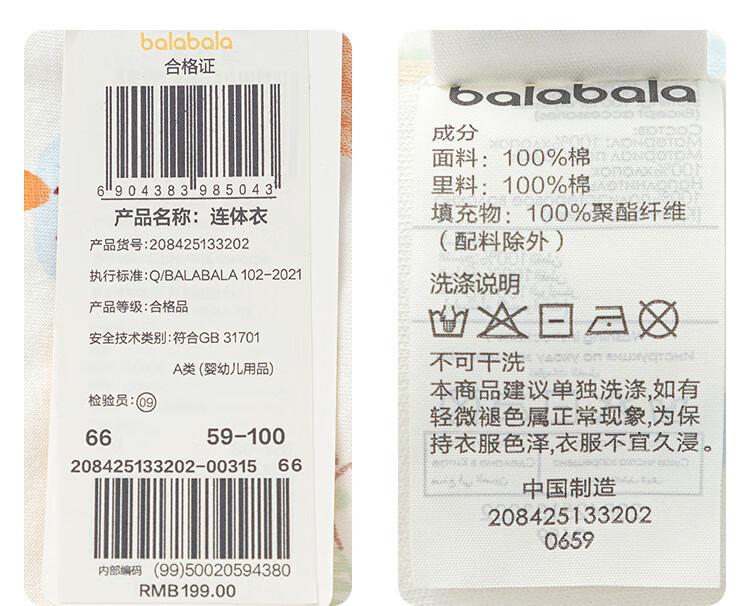 balabala
合格证
6 904383 985043
产品名称：连体衣
产品货号:208425133202
执行标准:Q/BALABALA 102-2021
产品等级:合格品
安全技术类别:符合GB 31701
A类 (婴幼儿用品)
检验员:09
66 59-100
208425133202-00315 66
内部编码 (99)50020594380
RMB199.00
balabala
成分
面料：100%棉
里料：100%棉
填充物：100%聚酯纤维
（配料除外）
洗涤说明
不可干洗
本商品建议单独洗涤,如有
轻微褪色属正常现象,为保
持衣服色泽,衣服不宜久浸。
中国制造
208425133202
0659